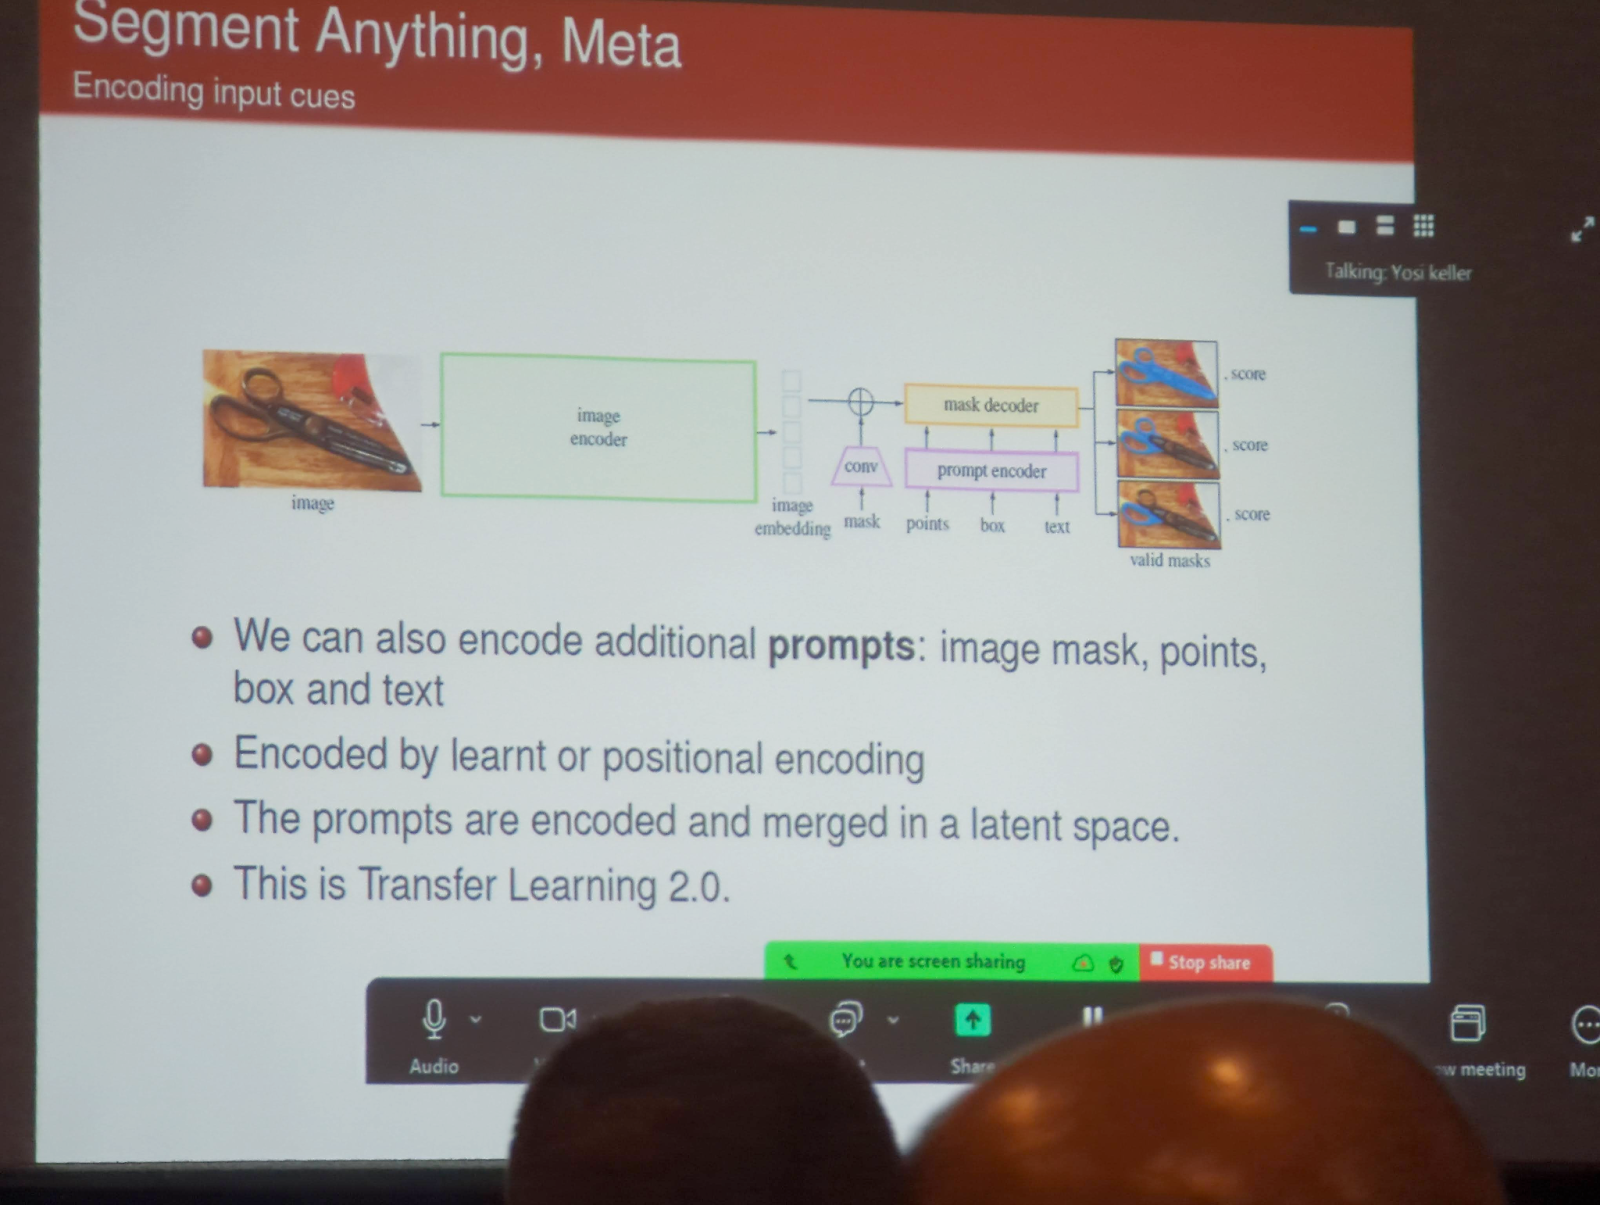 Segment Anything, Meta
Encoding input cues
Talking: Yosi keller
image
image
encoder
image
embedding
conv
mask
mask decoder
prompt encoder
points
box
text
, score
, score
, score
valid masks
We can also encode additional prompts: image mask, points,
box and text
Encoded by learnt or positional encoding
The prompts are encoded and merged in a latent space.
This is Transfer Learning 2.0.
You are screen sharing
Stop share
Audio
Share
meeting